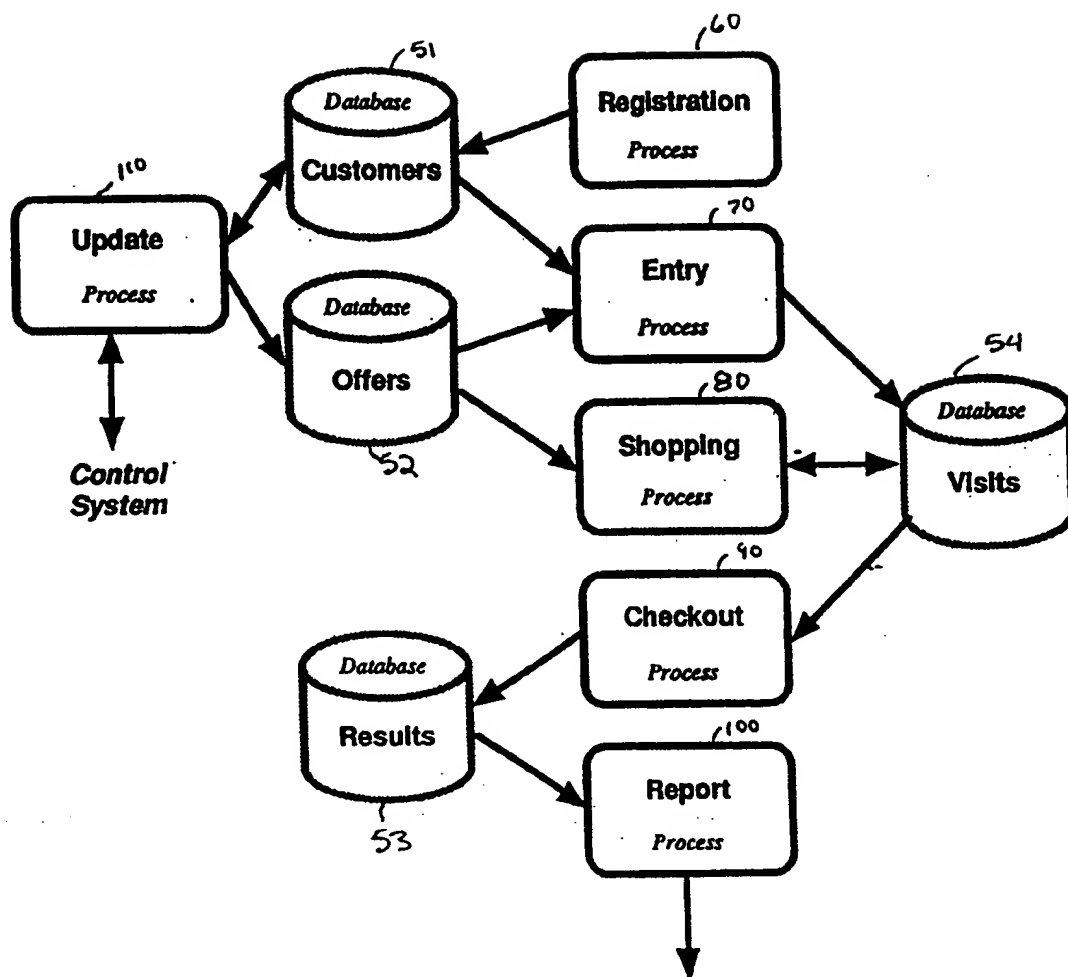 60
Registration
Process
51
Database
Customers
110
Update
Process
70
Entry
Process
Database
Offers
52
Control
System
80
Shopping
Process
54
Database
Visits
90
Checkout
Process
Database
Results
53
100
Report
Process